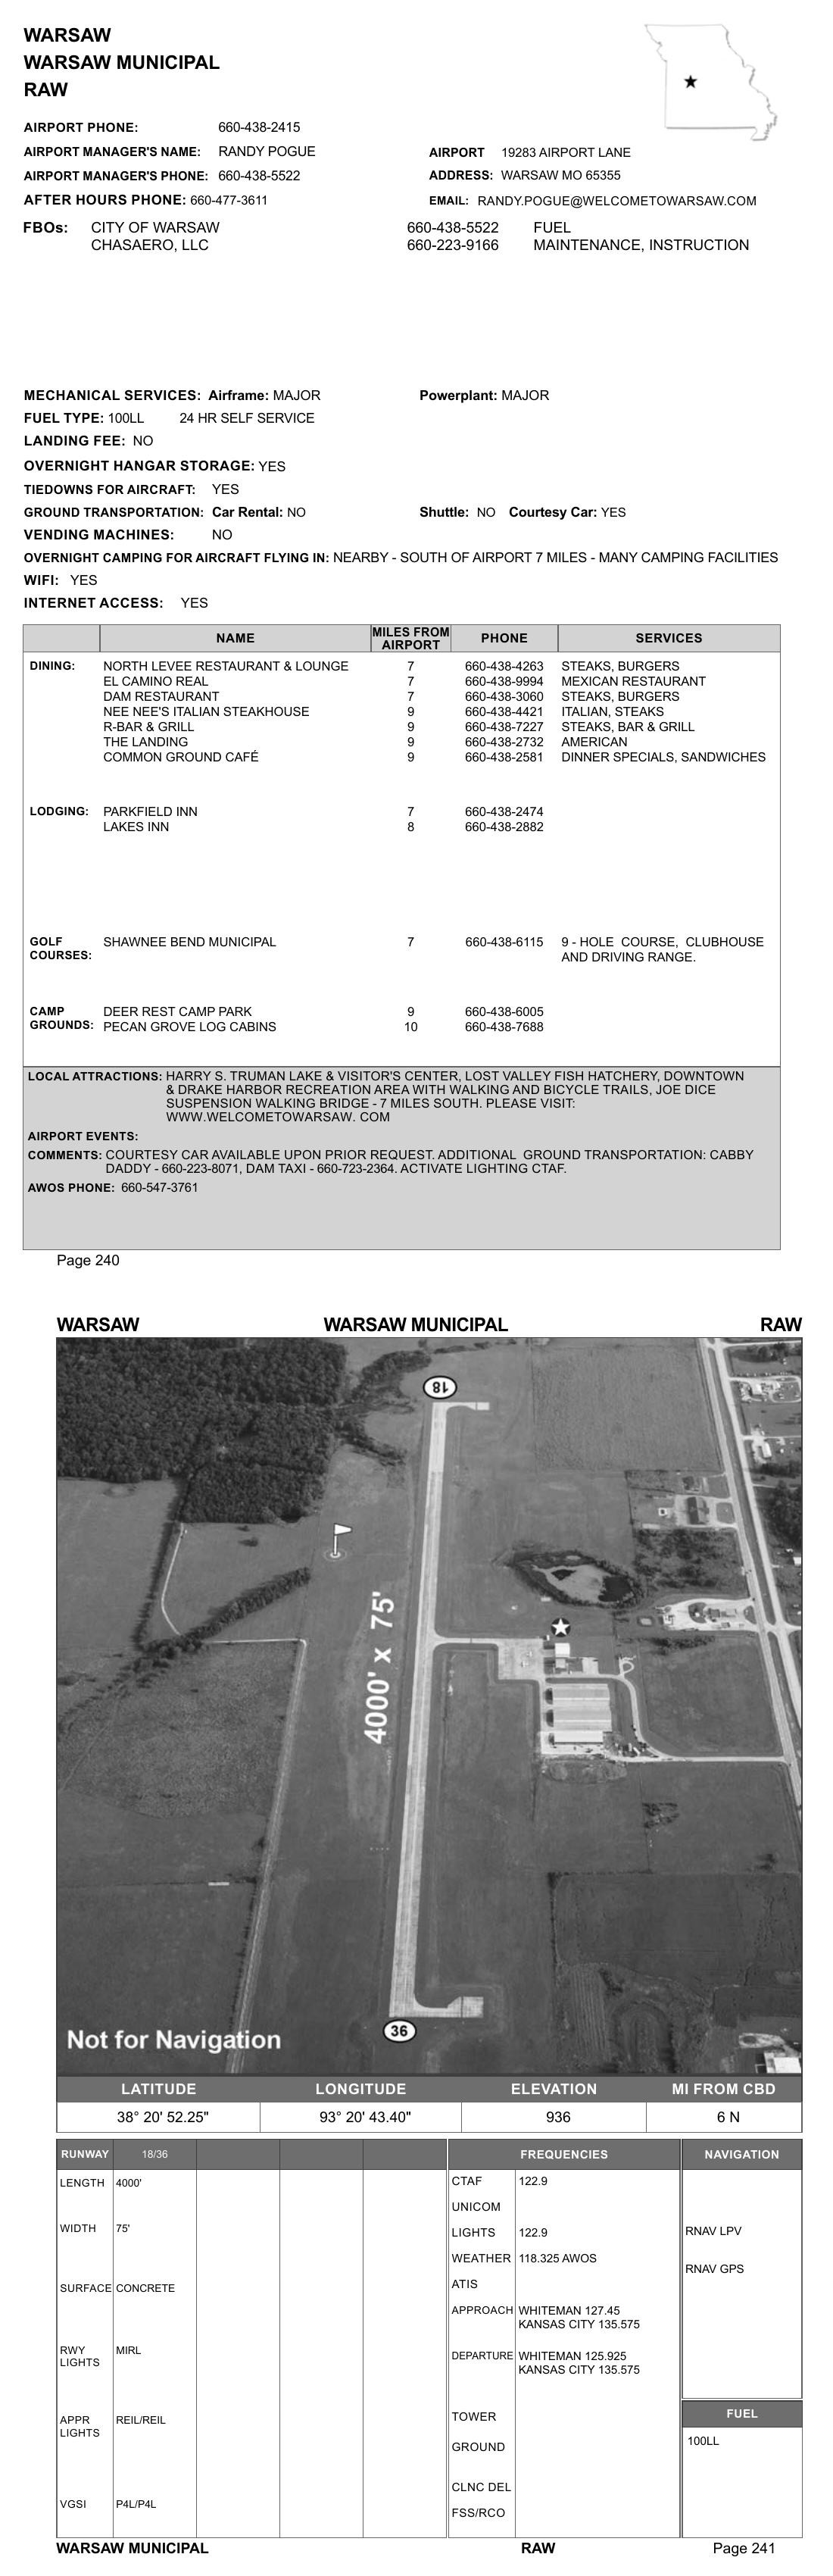 WARSAW
WARSAW MUNICIPAL
RAW
AIRPORT PHONE: 660-438-2415
AIRPORT MANAGER'S NAME: RANDY POGUE
AIRPORT 19283 AIRPORT LANE
AIRPORT MANAGER'S PHONE: 660-438-5522
ADDRESS: WARSAW MO 65355
AFTER HOURS PHONE: 660-477-3611
EMAIL: RANDY.POGUE@WELCOMETOWARSAW.COM
FBOs: CITY OF WARSAW 660-438-5522 FUEL
CHASAERO, LLC 660-223-9166 MAINTENANCE, INSTRUCTION
MECHANICAL SERVICES: Airframe: MAJOR Powerplant: MAJOR
FUEL TYPE: 100LL 24 HR SELF SERVICE
LANDING FEE: NO
OVERNIGHT HANGAR STORAGE: YES
TIEDOWNS FOR AIRCRAFT: YES
GROUND TRANSPORTATION: Car Rental: NO Shuttle: NO Courtesy Car: YES
VENDING MACHINES: NO
OVERNIGHT CAMPING FOR AIRCRAFT FLYING IN: NEARBY - SOUTH OF AIRPORT 7 MILES - MANY CAMPING FACILITIES
WIFI: YES
INTERNET ACCESS: YES
NAME MILES FROM AIRPORT PHONE SERVICES
DINING: NORTH LEVEE RESTAURANT & LOUNGE 7 660-438-4263 STEAKS, BURGERS
EL CAMINO REAL 7 660-438-9994 MEXICAN RESTAURANT
DAM RESTAURANT 7 660-438-3060 STEAKS, BURGERS
NEE NEE'S ITALIAN STEAKHOUSE 9 660-438-4421 ITALIAN, STEAKS
R-BAR & GRILL 9 660-438-7227 STEAKS, BAR & GRILL
THE LANDING 9 660-438-2732 AMERICAN
COMMON GROUND CAFÉ 9 660-438-2581 DINNER SPECIALS, SANDWICHES
LODGING: PARKFIELD INN 7 660-438-2474
LAKES INN 8 660-438-2882
GOLF COURSES: SHAWNEE BEND MUNICIPAL 7 660-438-6115 9 - HOLE COURSE, CLUBHOUSE
AND DRIVING RANGE.
CAMP DEER REST CAMP PARK 9 660-438-6005
GROUNDS: PECAN GROVE LOG CABINS 10 660-438-7688
LOCAL ATTRACTIONS: HARRY S. TRUMAN LAKE & VISITOR'S CENTER, LOST VALLEY FISH HATCHERY, DOWNTOWN
& DRAKE HARBOR RECREATION AREA WITH WALKING AND BICYCLE TRAILS, JOE DICE
SUSPENSION WALKING BRIDGE - 7 MILES SOUTH. PLEASE VISIT:
WWW.WELCOMETOWARSAW. COM
AIRPORT EVENTS:
COMMENTS: COURTESY CAR AVAILABLE UPON PRIOR REQUEST. ADDITIONAL GROUND TRANSPORTATION: CABBY
DADDY - 660-223-8071, DAM TAXI - 660-723-2364. ACTIVATE LIGHTING CTAF.
AWOS PHONE: 660-547-3761
Page 240
WARSAW WARSAW MUNICIPAL RAW
18
4000' x 75'
36
Not for Navigation
LATITUDE LONGITUDE ELEVATION MI FROM CBD
38° 20' 52.25" 93° 20' 43.40" 936 6 N
RUNWAY 18/36
LENGTH 4000'
WIDTH 75'
SURFACE CONCRETE
RWY LIGHTS MIRL
APPR LIGHTS REIL/REIL
VGSI P4L/P4L
FREQUENCIES
CTAF 122.9
UNICOM
LIGHTS 122.9
WEATHER 118.325 AWOS
ATIS
APPROACH WHITEMAN 127.45
KANSAS CITY 135.575
DEPARTURE WHITEMAN 125.925
KANSAS CITY 135.575
TOWER
GROUND
CLNC DEL
FSS/RCO
NAVIGATION
RNAV LPV
RNAV GPS
FUEL
100LL
WARSAW MUNICIPAL RAW Page 241